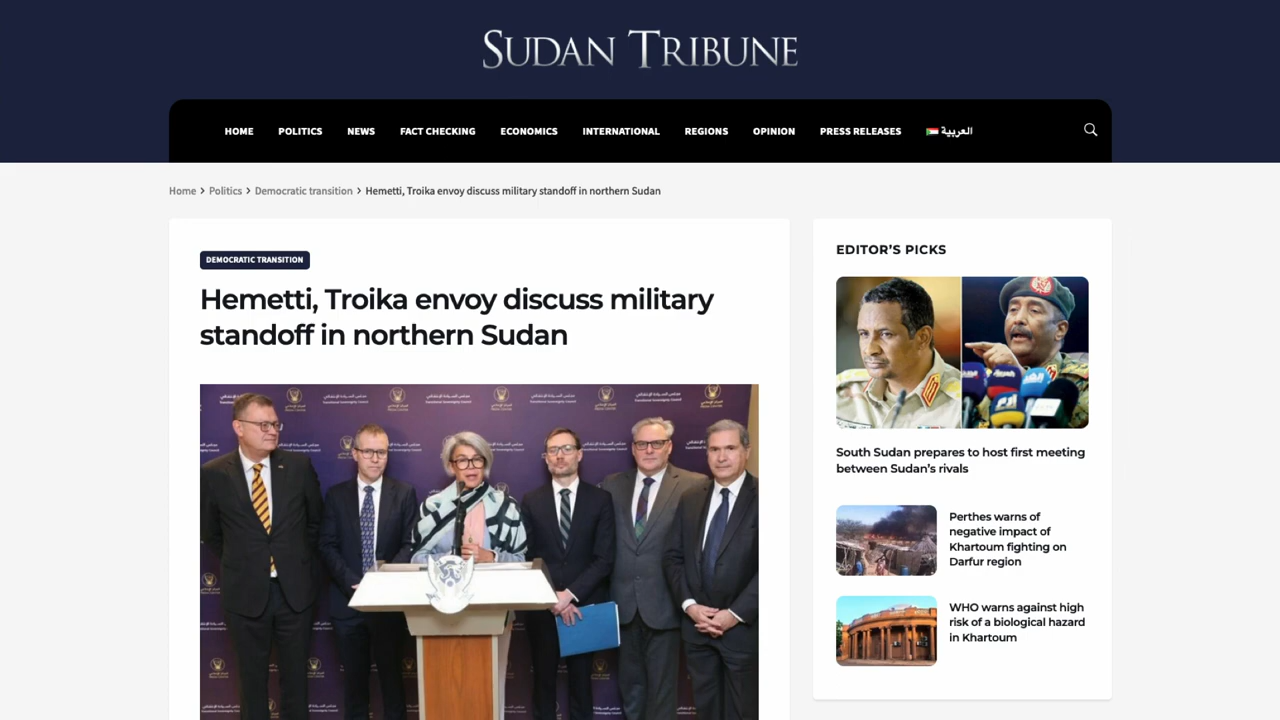 SUDAN TRIBUNE
HOME POLITICS NEWS FACT CHECKING ECONOMICS INTERNATIONAL REGIONS OPINION PRESS RELEASES العربية
Home > Politics > Democratic transition > Hemetti, Troika envoy discuss military standoff in northern Sudan
DEMOCRATIC TRANSITION
Hemetti, Troika envoy discuss military
standoff in northern Sudan
EDITOR'S PICKS
South Sudan prepares to host first meeting
between Sudan's rivals
Perthes warns of
negative impact of
Khartoum fighting on
Darfur region
WHO warns against high
risk of a biological hazard
in Khartoum